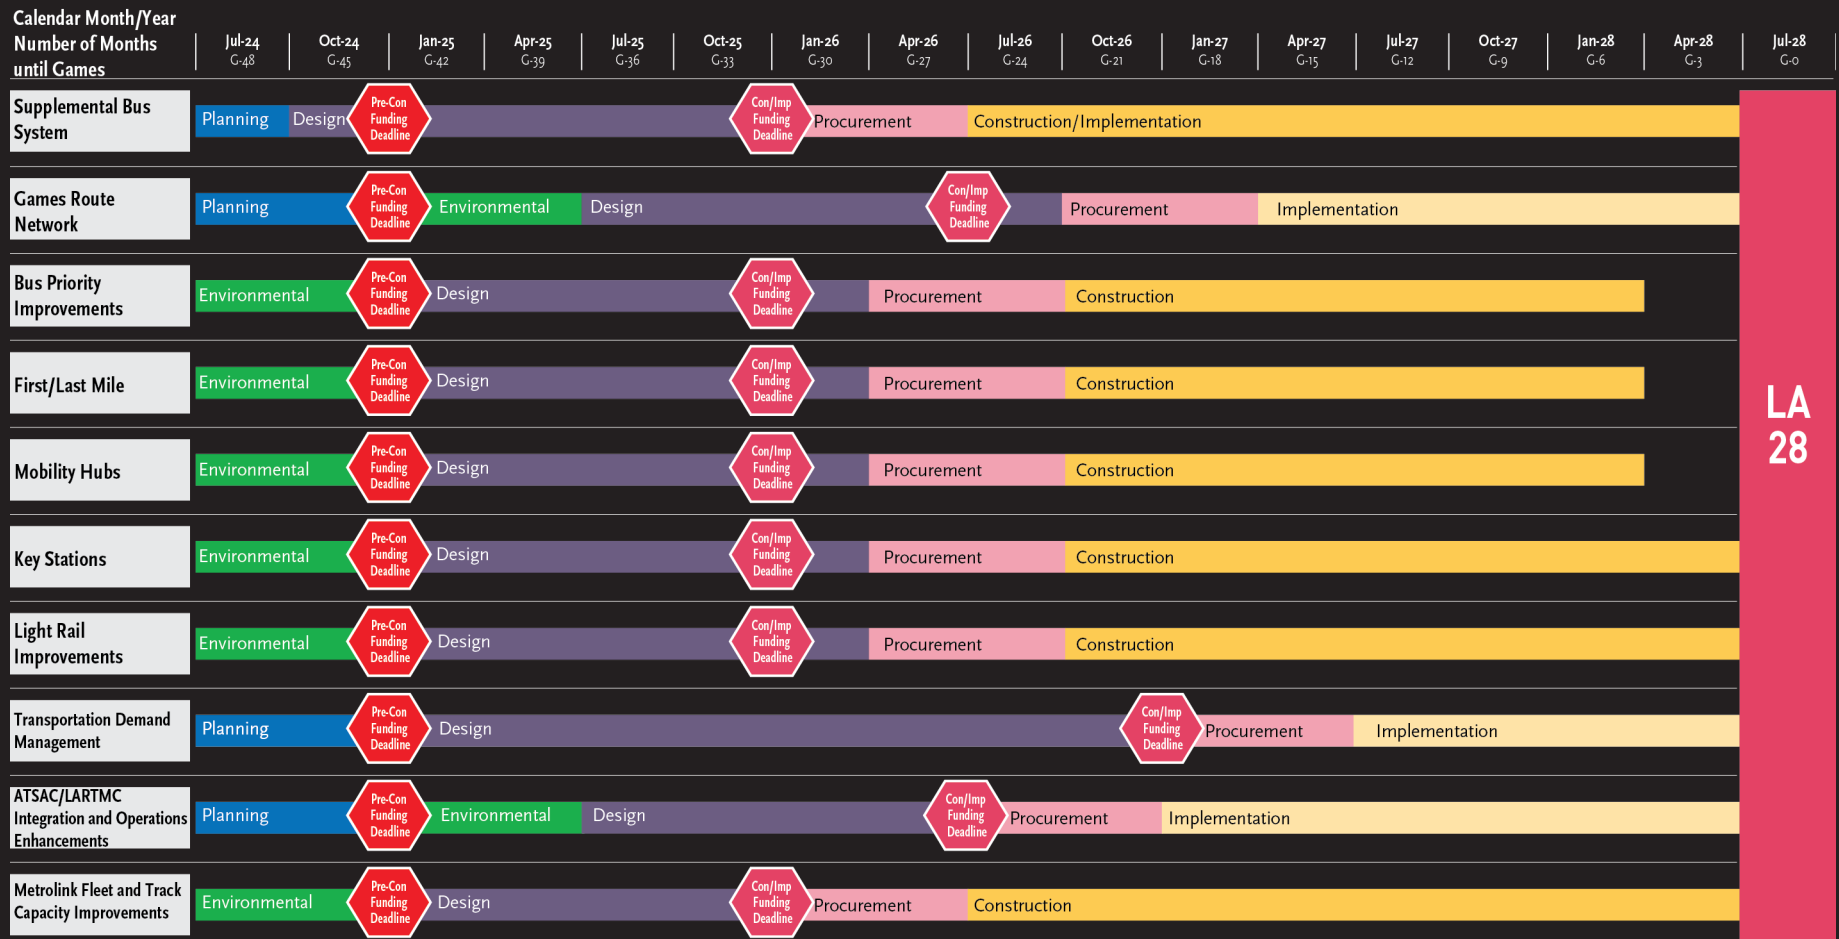 Calendar Month/Year
Number of Months
until Games
Jul-24 Oct-24 Jan-25 Apr-25 Jul-25 Oct-25 Jan-26 Apr-26 Jul-26 Oct-26 Jan-27 Apr-27 Jul-27 Oct-27 Jan-28 Apr-28 Jul-28
G-48 G-45 G-42 G-39 G-36 G-33 G-30 G-27 G-24 G-21 G-18 G-15 G-12 G-9 G-6 G-3 G-0
Supplemental Bus
System
Planning
Design
Pre-Con
Funding
Deadline
Con/Imp
Funding
Deadline
Procurement
Construction/Implementation
Games Route
Network
Planning
Pre-Con
Funding
Deadline
Environmental
Design
Con/Imp
Funding
Deadline
Procurement
Implementation
Bus Priority
Improvements
Environmental
Pre-Con
Funding
Deadline
Design
Con/Imp
Funding
Deadline
Procurement
Construction
First/Last Mile
Environmental
Pre-Con
Funding
Deadline
Design
Con/Imp
Funding
Deadline
Procurement
Construction
LA
28
Mobility Hubs
Environmental
Pre-Con
Funding
Deadline
Design
Con/Imp
Funding
Deadline
Procurement
Construction
Key Stations
Environmental
Pre-Con
Funding
Deadline
Design
Con/Imp
Funding
Deadline
Procurement
Construction
Light Rail
Improvements
Environmental
Pre-Con
Funding
Deadline
Design
Con/Imp
Funding
Deadline
Procurement
Construction
Transportation Demand
Management
Planning
Pre-Con
Funding
Deadline
Design
Con/Imp
Funding
Deadline
Procurement
Implementation
ATSAC/LARTMC
Integration and Operations
Enhancements
Planning
Pre-Con
Funding
Deadline
Environmental
Design
Con/Imp
Funding
Deadline
Procurement
Implementation
Metrolink Fleet and Track
Capacity Improvements
Environmental
Pre-Con
Funding
Deadline
Design
Con/Imp
Funding
Deadline
Procurement
Construction